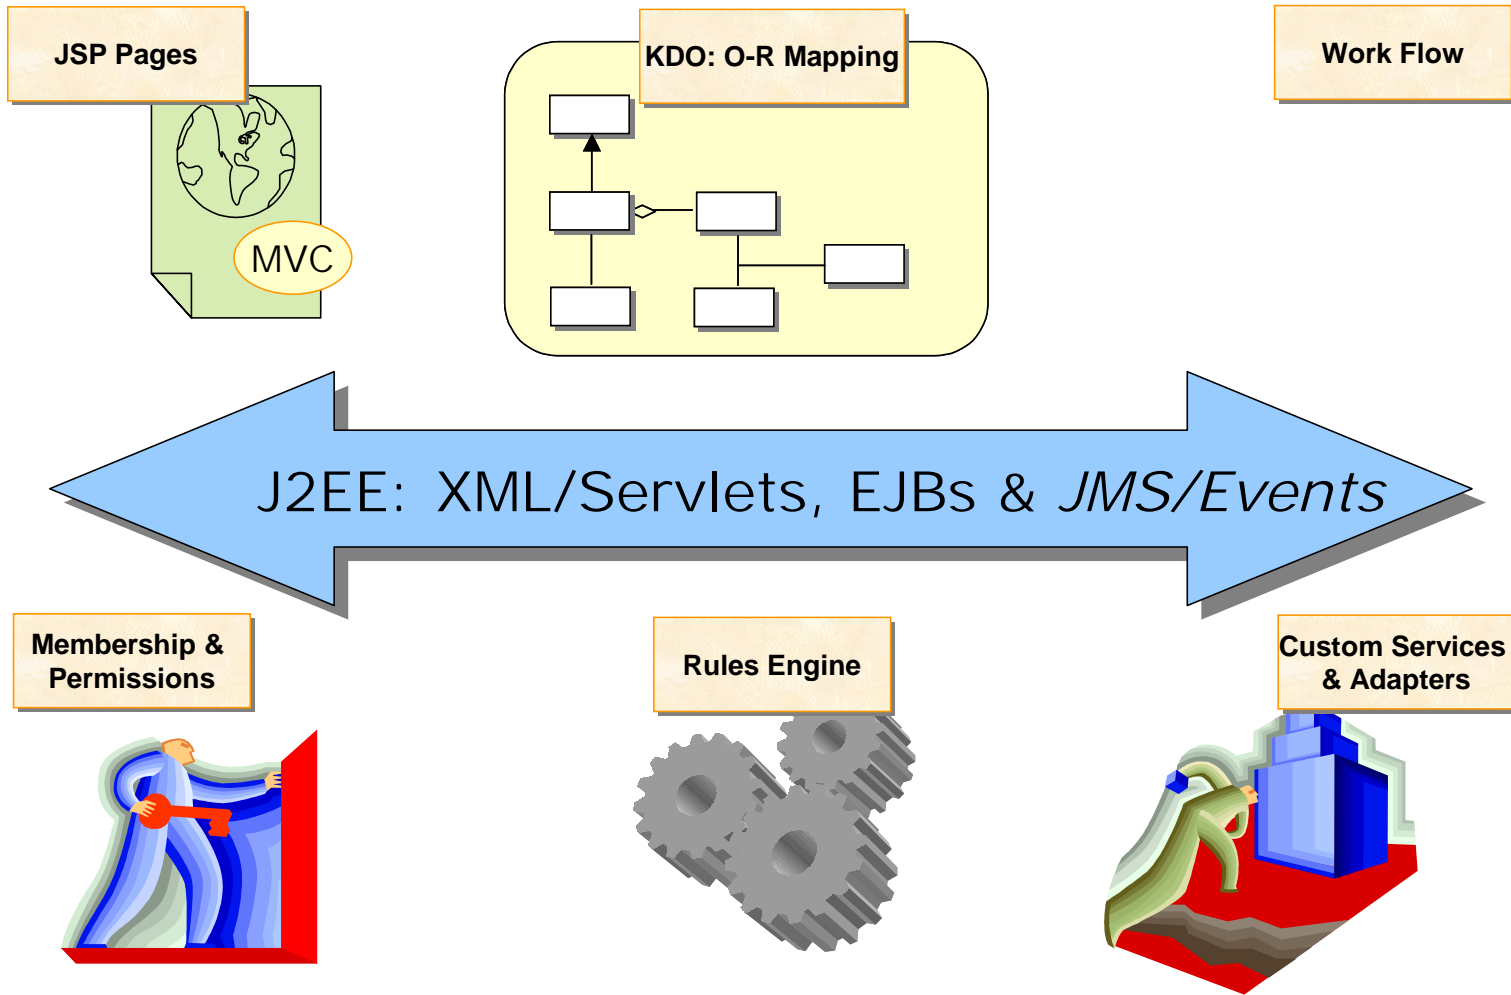 JSP Pages
KDO: O-R Mapping
Work Flow
MVC
J2EE: XML/Servlets, EJBs & JMS/Events
Membership &
Permissions
Rules Engine
Custom Services
& Adapters